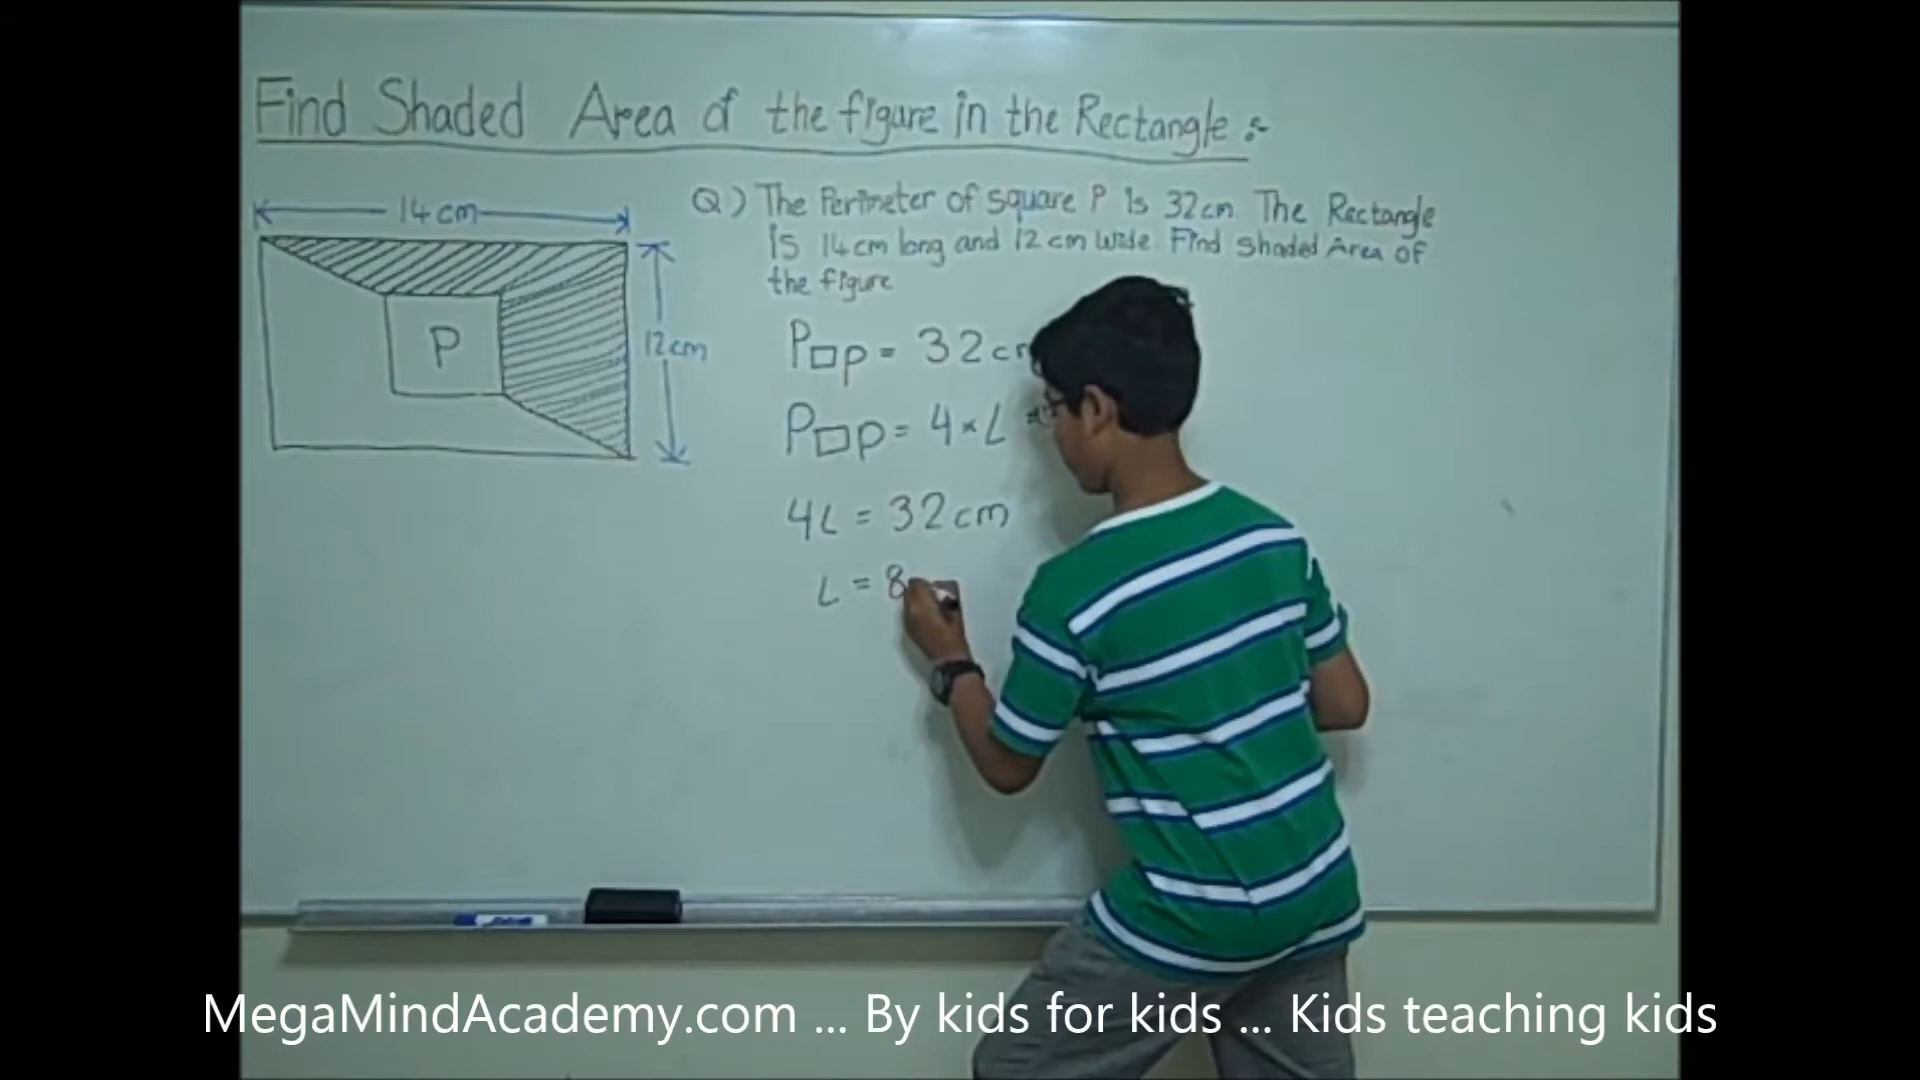 Find Shaded Area of the figure in the Rectangle :-
14cm
Q) The Perimeter of square P is 32cm. The Rectangle
is 14cm long and 12cm wide. Find Shaded Area of
the figure
P
12cm
P□p = 32c
P□p = 4 × L
4L = 32cm
L = 8
MegaMindAcademy.com ... By kids for kids ... Kids teaching kids